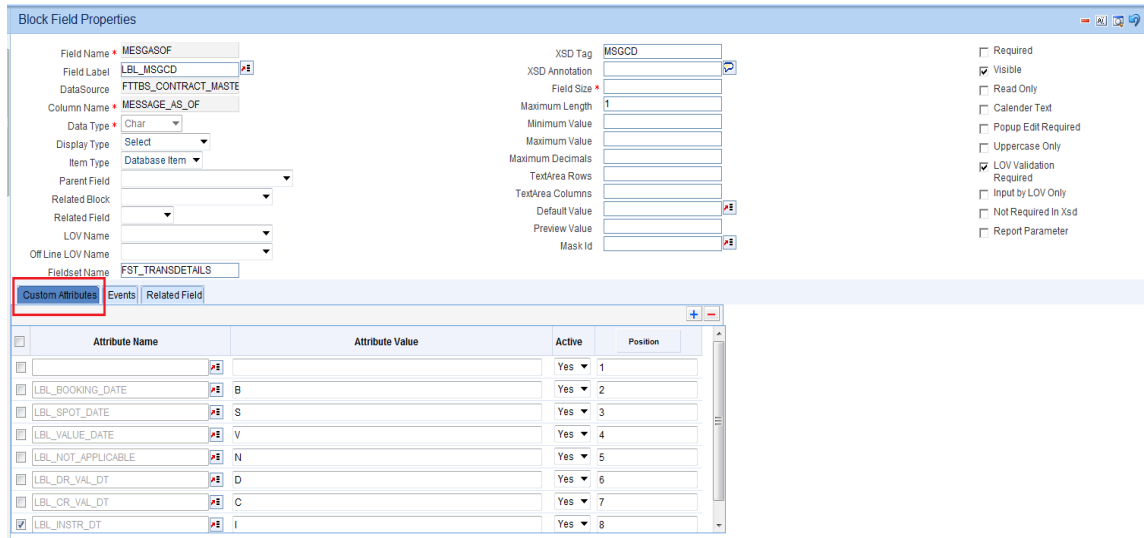 Block Field Properties
Field Name * MESGASOF
Field Label LBL_MSGCD
DataSource FTTBS_CONTRACT_MASTE
Column Name * MESSAGE_AS_OF
Data Type * Char
Display Type Select
Item Type Database Item
Parent Field
Related Block
Related Field
LOV Name
Off Line LOV Name
Fieldset Name FST_TRANSDETAILS
XSD Tag MSGCD
XSD Annotation
Field Size *
Maximum Length 1
Minimum Value
Maximum Value
Maximum Decimals
TextArea Rows
TextArea Columns
Default Value
Preview Value
Mask Id
Required
Visible
Read Only
Calender Text
Popup Edit Required
Uppercase Only
LOV Validation
Required
Input by LOV Only
Not Required In Xsd
Report Parameter
Custom Attributes Events Related Field
Attribute Name Attribute Value Active Position
Yes 1
LBL_BOOKING_DATE B Yes 2
LBL_SPOT_DATE S Yes 3
LBL_VALUE_DATE V Yes 4
LBL_NOT_APPLICABLE N Yes 5
LBL_DR_VAL_DT D Yes 6
LBL_CR_VAL_DT C Yes 7
LBL_INSTR_DT I Yes 8